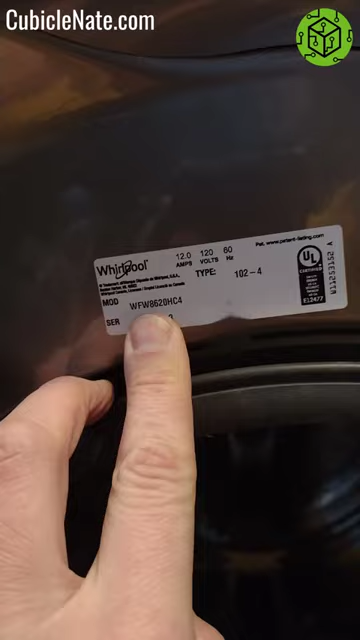 CubicleNate.com
Whirlpool
12.0 AMPS
120 VOLTS
60 Hz
Pat. www.patent-listing.com
TYPE: 102-4
MOD WFW8620HC4
SER
UL
E12477